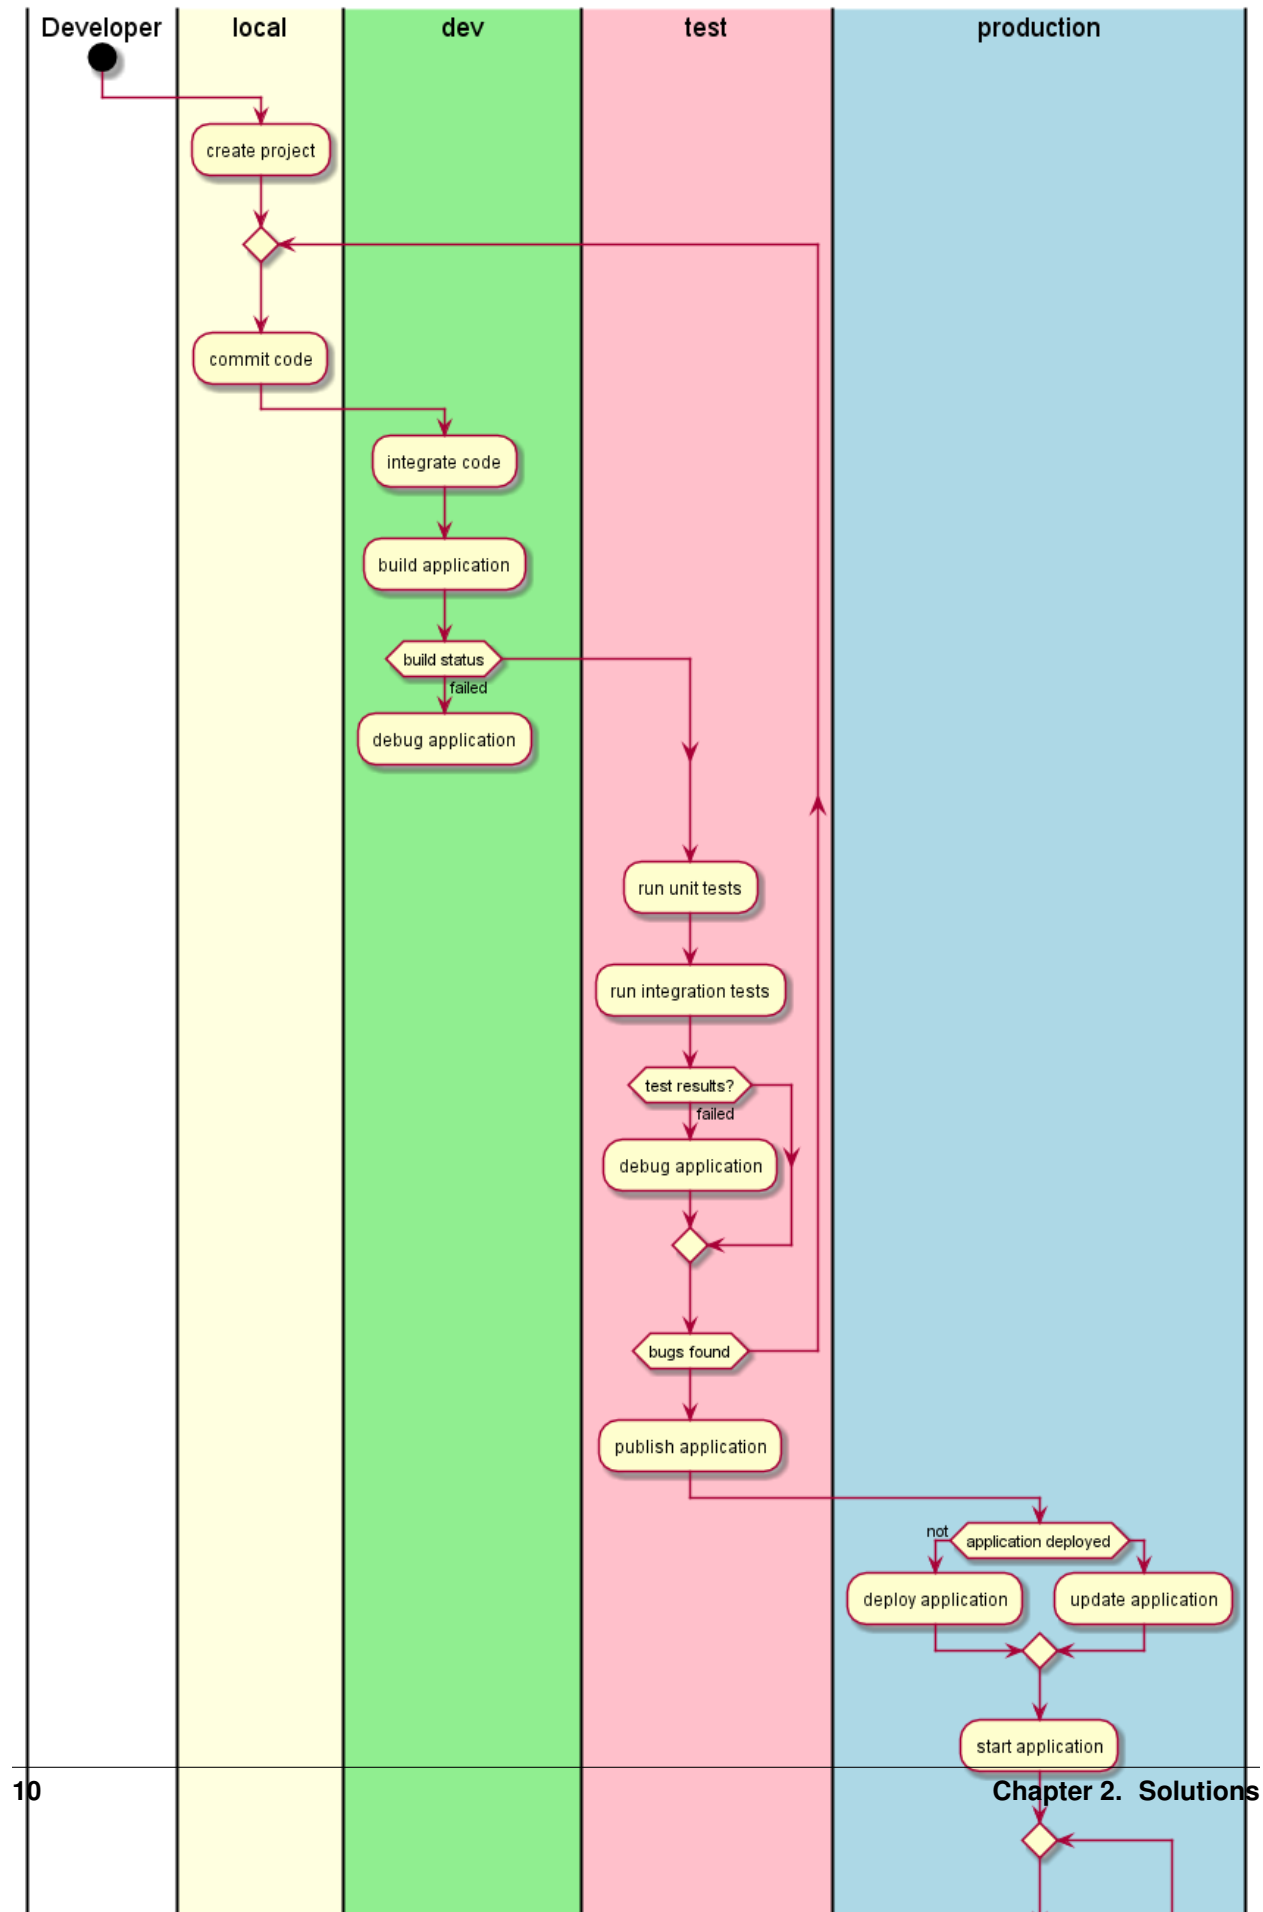 Developer
local
dev
test
production
create project
commit code
integrate code
build application
build status
failed
debug application
run unit tests
run integration tests
test results?
failed
debug application
bugs found
publish application
not
application deployed
deploy application
update application
start application
10
Chapter 2. Solutions